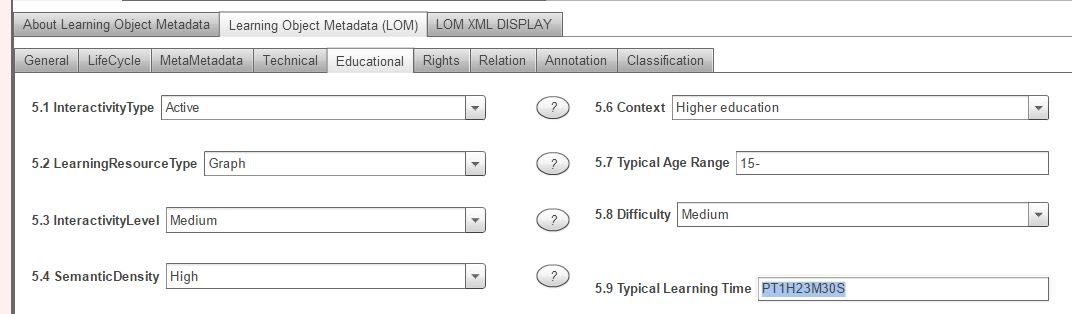 About Learning Object Metadata Learning Object Metadata (LOM) LOM XML DISPLAY
General LifeCycle MetaMetadata Technical Educational Rights Relation Annotation Classification
5.1 InteractivityType Active ? 5.6 Context Higher education
5.2 LearningResourceType Graph ? 5.7 Typical Age Range 15-
5.3 InteractivityLevel Medium ? 5.8 Difficulty Medium
5.4 SemanticDensity High ? 5.9 Typical Learning Time PT1H23M30S